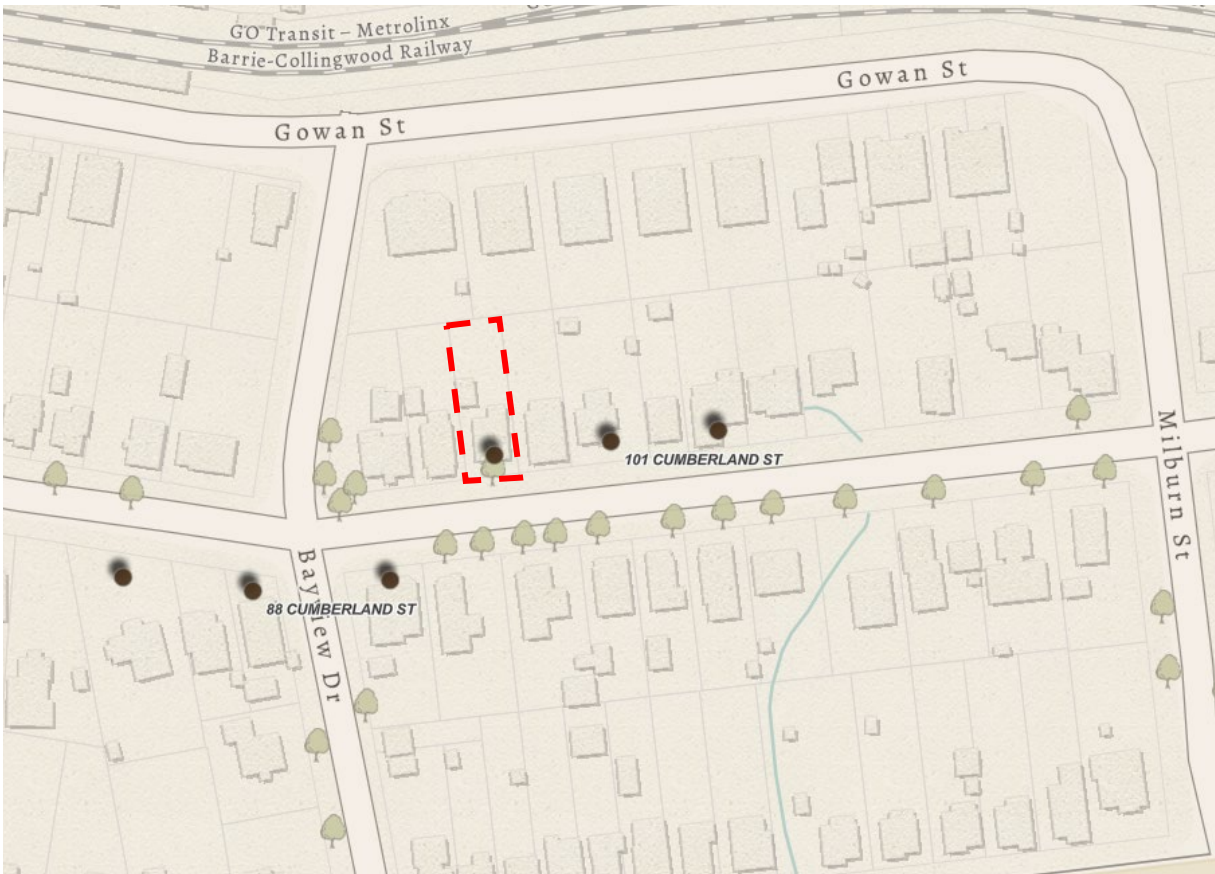 GO Transit – Metrolinx
Barrie-Collingwood Railway
Gowan St
Gowan St
101 CUMBERLAND ST
Milburn St
88 CUMBERLAND ST
Bayview Dr